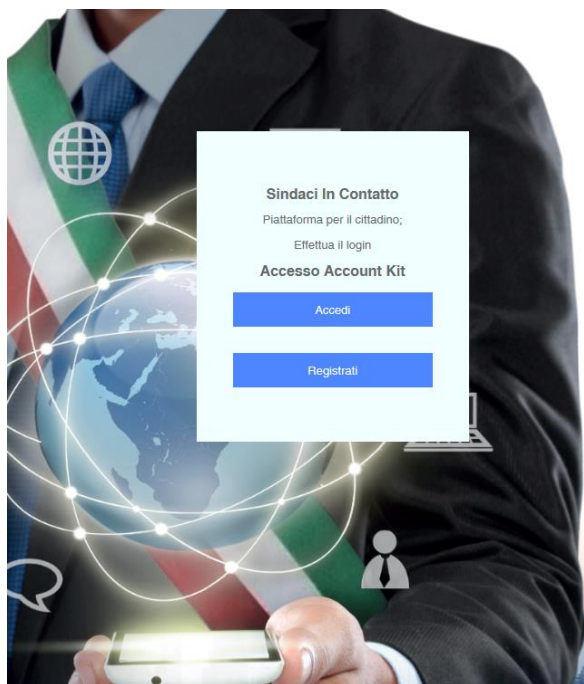 Sindaci In Contatto
Piattaforma per il cittadino;
Effettua il login
Accesso Account Kit
Accedi
Registrati